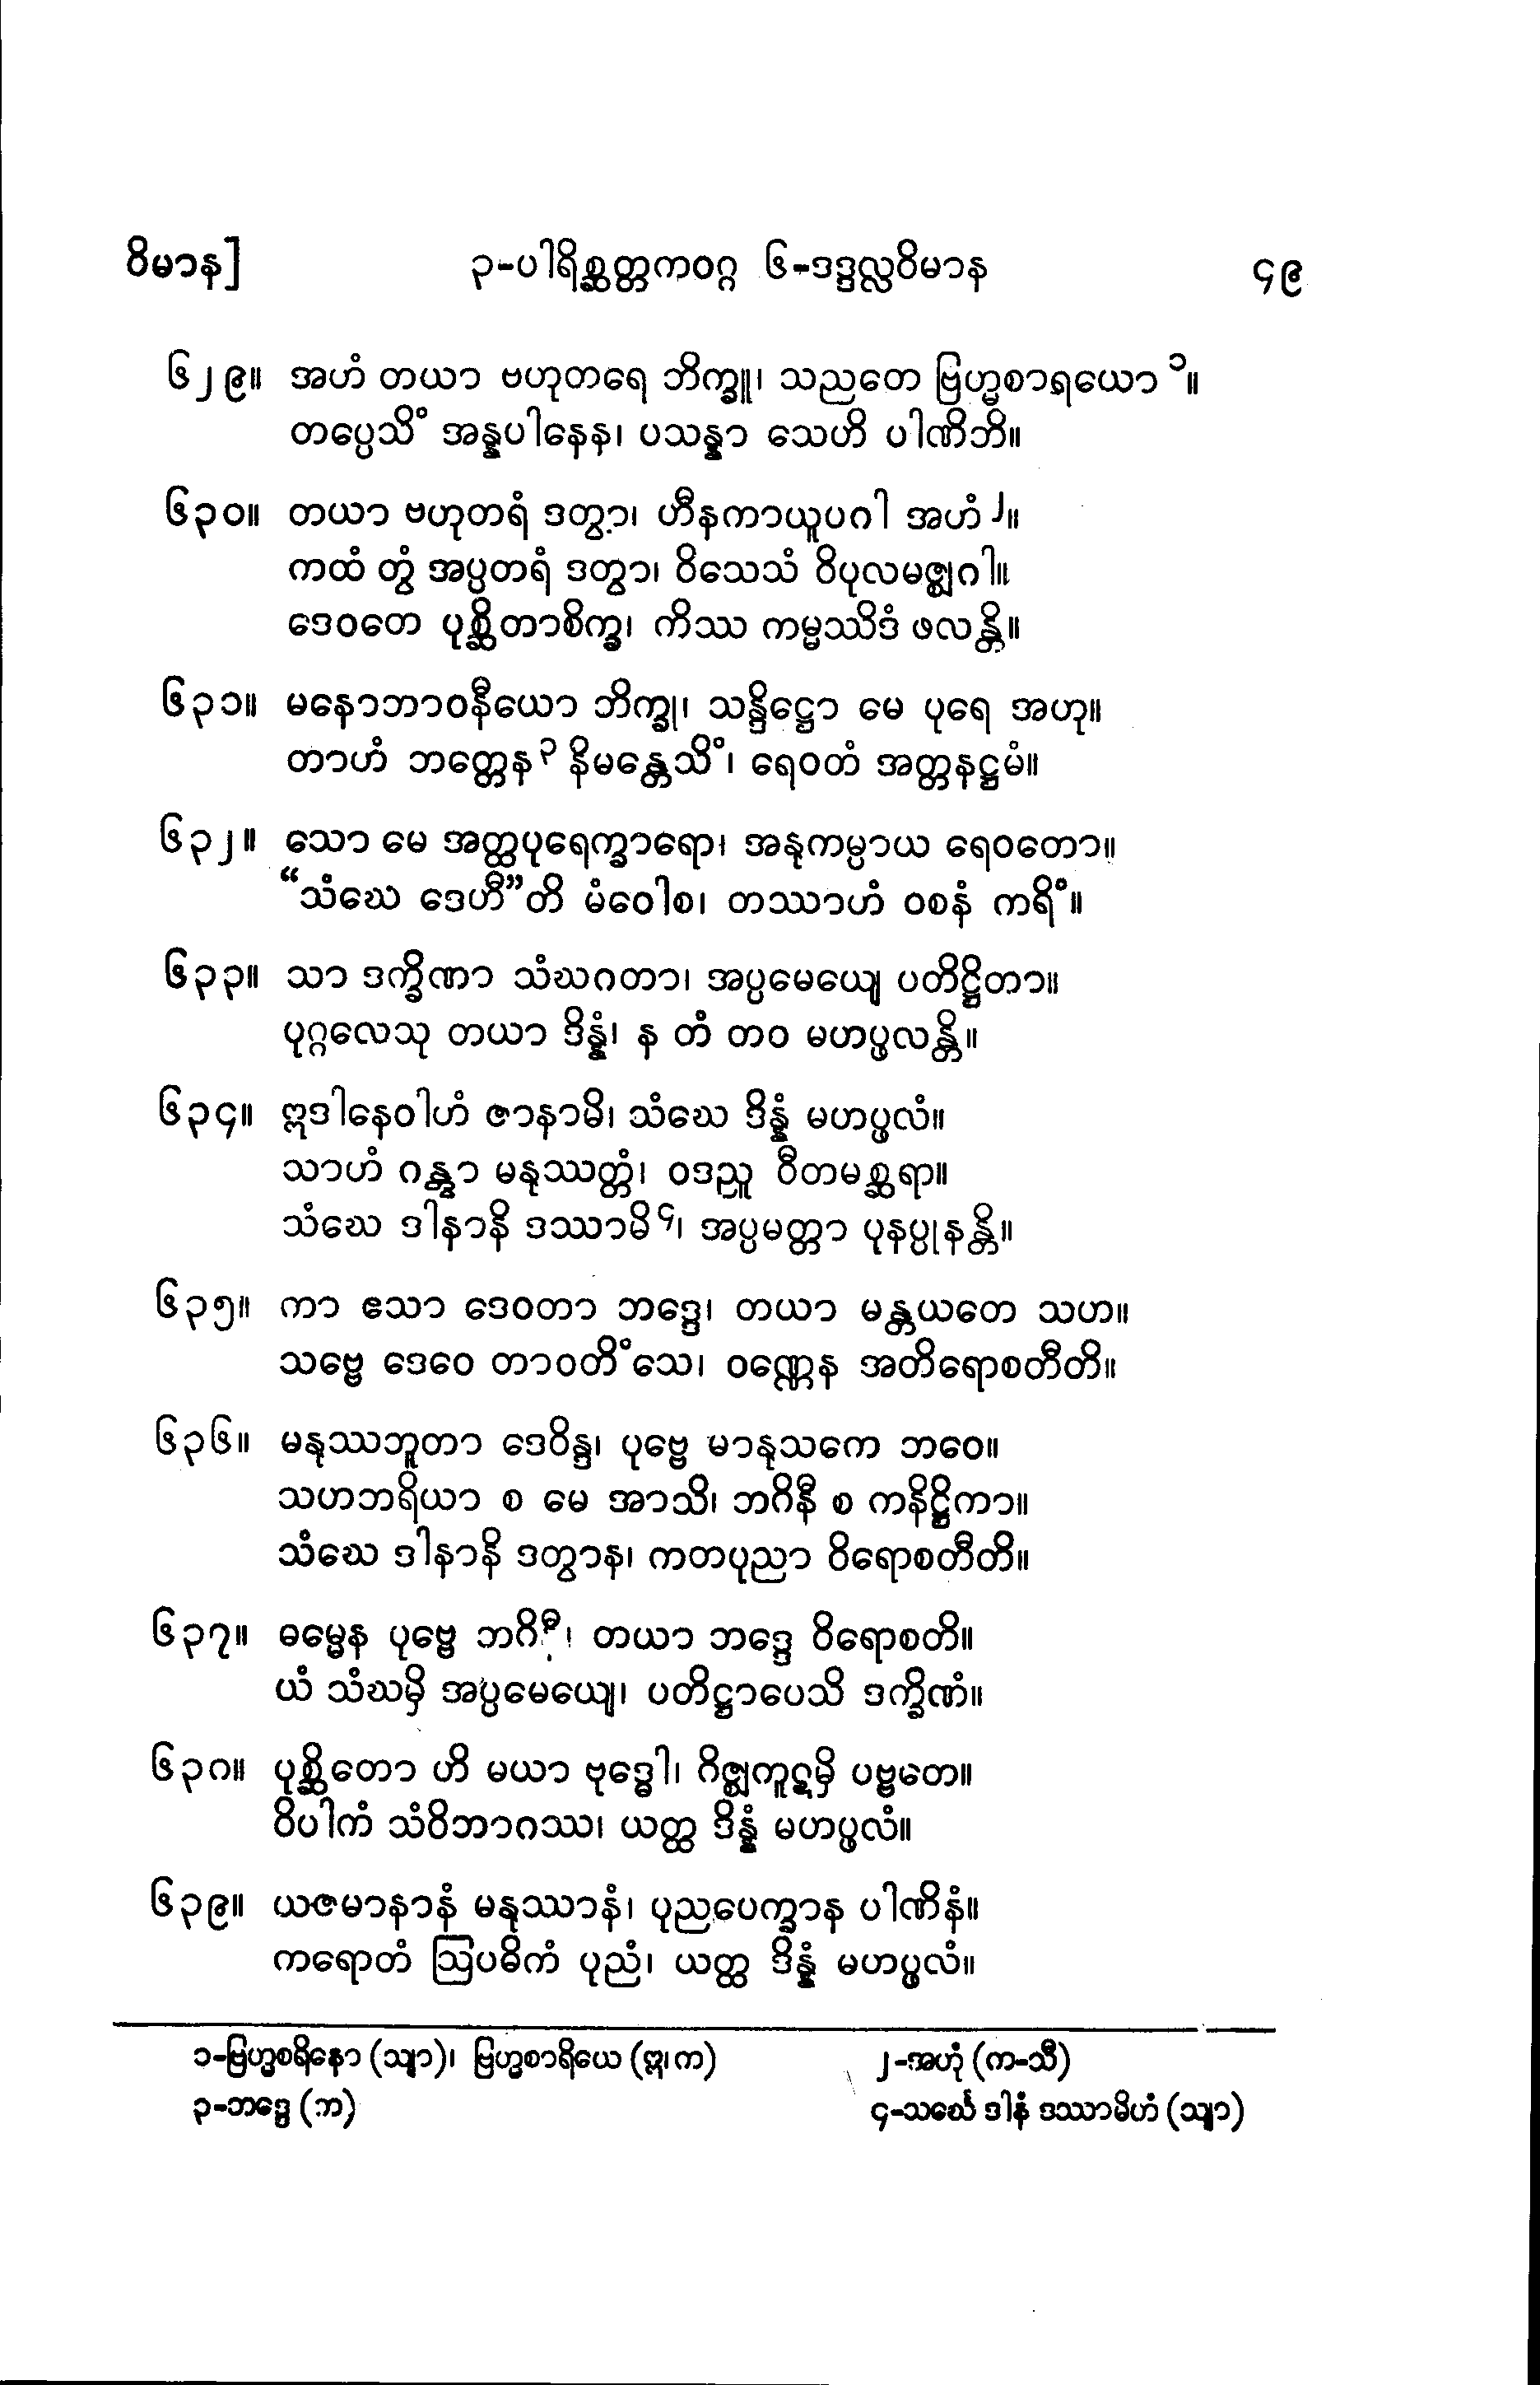 ဝိမာန]    ၃-ပါရိစ္ဆတ္တကဝဂ္ဂ ၆-ဒဒ္ဒလ္လဝိမာန    ၄၉
၆၂၉။ အဟံ တယာ ဗဟုတရေ ဘိက္ခူ၊ သညတေ ဗြဟ္မစာရယော ၁။
တပ္ပေသိံ အန္နပါနေန၊ ပသန္နာ သေဟိ ပါဏိဘိ။
၆၃၀။ တယာ ဗဟုတရံ ဒတွာ၊ ဟီနကာယူပဂါ အဟံ ၂။
ကထံ တွံ အပ္ပတရံ ဒတွာ၊ ဝိသေသံ ဝိပုလမဇ္ဈဂါ။
ဒေဝတေ ပုစ္ဆိတာစိက္ခ၊ ကိဿ ကမ္မဿိဒံ ဖလန္တိ။
၆၃၁။ မနောဘာဝနီယော ဘိက္ခု၊ သန္ဒိဋ္ဌော မေ ပုရေ အဟု။
တာဟံ ဘတ္တေန ၃ နိမန္တေသိံ၊ ရေဝတံ အတ္တနဋ္ဌမံ။
၆၃၂။ သော မေ အတ္ထပုရေက္ခာရော၊ အနုကမ္ပာယ ရေဝတော။
“သံဃေ ဒေဟီ”တိ မံဝေါစ၊ တဿာဟံ ဝစနံ ကရိံ။
၆၃၃။ သာ ဒက္ခိဏာ သံဃဂတာ၊ အပ္ပမေယျေ ပတိဋ္ဌိတာ။
ပုဂ္ဂလေသု တယာ ဒိန္နံ၊ န တံ တဝ မဟပ္ဖလန္တိ။
၆၃၄။ ဣဒါနေဝါဟံ ဇာနာမိ၊ သံဃေ ဒိန္နံ မဟပ္ဖလံ။
သာဟံ ဂန္တွာ မနုဿတ္တံ၊ ဝဒညူ ဝီတမစ္ဆရာ။
သံဃေ ဒါနာနိ ဒဿာမိ ၄၊ အပ္ပမတ္တာ ပုနပ္ပုနန္တိ။
၆၃၅။ ကာ ဧသာ ဒေဝတာ ဘဒ္ဒေ၊ တယာ မန္တယတေ သဟ။
သဗ္ဗေ ဒေဝေ တာဝတိံသေ၊ ဝဏ္ဏေန အတိရောစတီတိ။
၆၃၆။ မနုဿဘူတာ ဒေဝိန္ဒ၊ ပုဗ္ဗေ မာနုသကေ ဘဝေ။
သဟဘရိယာ စ မေ အာသိ၊ ဘဂိနီ စ ကနိဋ္ဌိကာ။
သံဃေ ဒါနာနိ ဒတွာန၊ ကတပုညာ ဝိရောစတီတိ။
၆၃၇။ ဓမ္မေန ပုဗ္ဗေ ဘဂိနီ၊ တယာ ဘဒ္ဒေ ဝိရောစတိ။
ယံ သံဃမှိ အပ္ပမေယျေ၊ ပတိဋ္ဌာပေသိ ဒက္ခိဏံ။
၆၃၈။ ပုစ္ဆိတော ဟိ မယာ ဗုဒ္ဓေါ၊ ဂိဇ္ဈကူဋမှိ ပဗ္ဗတေ။
ဝိပါကံ သံဝိဘာဂဿ၊ ယတ္ထ ဒိန္နံ မဟပ္ဖလံ။
၆၃၉။ ယဇမာနာနံ မနုဿာနံ၊ ပုညပေက္ခာန ပါဏိနံ။
ကရောတံ ဩပဓိကံ ပုညံ၊ ယတ္ထ ဒိန္နံ မဟပ္ဖလံ။
၁-ဗြဟ္မစရိနော (သျာ)၊ ဗြဟ္မစာရိယေ (ဣ၊ က)    ၂-အဟုံ (က-သီ)
၃-ဘဒ္ဒေ (က)    ၄-သင်္ဃေ ဒါနံ ဒဿာမိဟံ (သျာ)